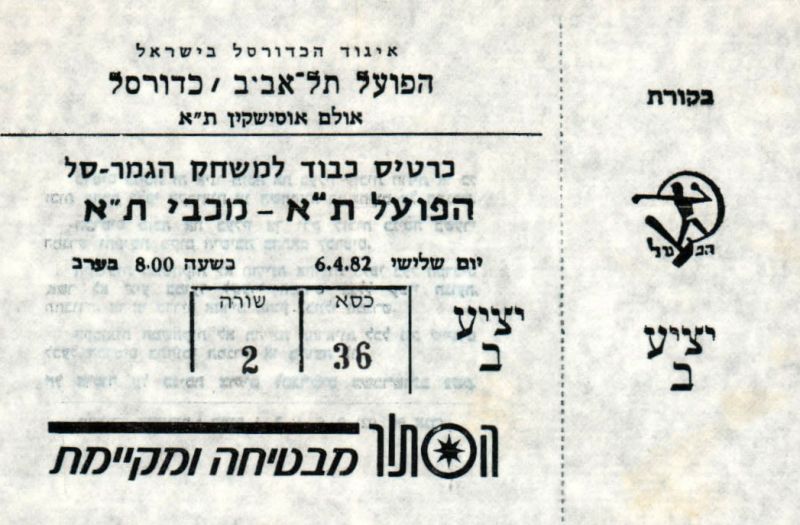 איגוד הכדורסל בישראל
הפועל תל־אביב / כדורסל
אולם אוסישקין ת״א
כרטיס כבוד למשחק הגמר-סל
הפועל ת״א – מכבי ת״א
יום שלישי 6.4.82 בשעה 8.00 בערב
יציע
ב
כסא
36
שורה
2
הסתור מבטיחה ומקיימת
בקורת
הפועל
יציע
ב